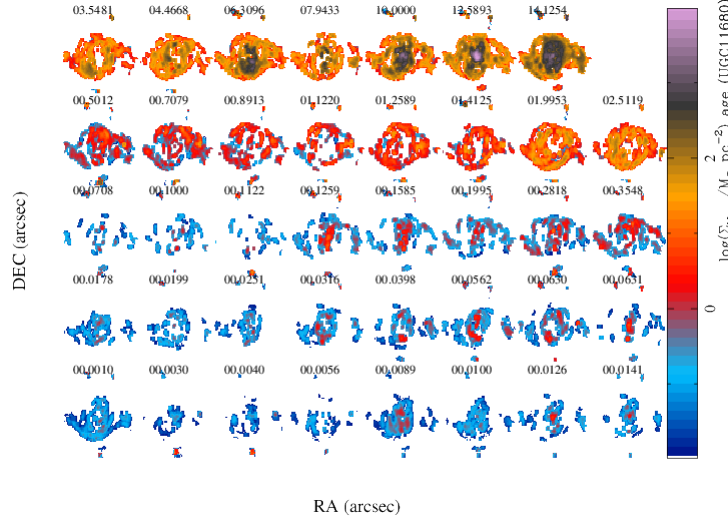 03.5481 04.4668 06.3096 07.9433 10.0000 12.5893 14.1254
00.5012 00.7079 00.8913 01.1220 01.2589 01.4125 01.9953 02.5119
00.0708 00.1000 00.1122 00.1259 00.1585 00.1995 00.2818 00.3548
00.0178 00.0199 00.0251 00.0316 00.0398 00.0562 00.0630 00.0631
00.0010 00.0030 00.0040 00.0056 00.0089 00.0100 00.0126 00.0141
DEC (arcsec)
RA (arcsec)
2
0
pc⁻²) age (UGC11680)